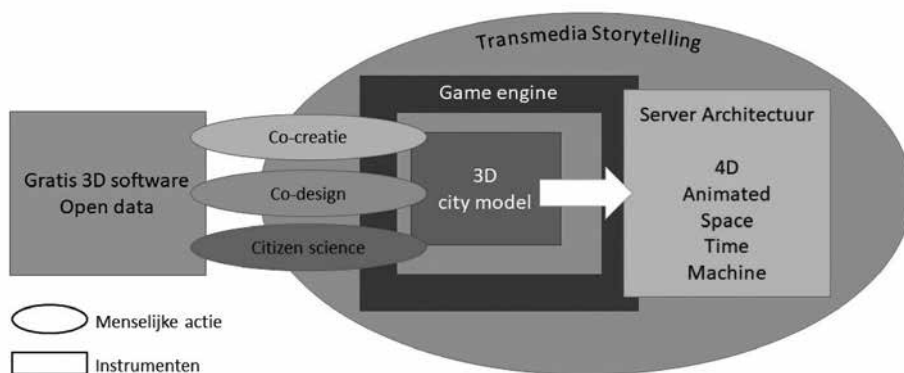 Transmedia Storytelling
Game engine
Server Architectuur
Co-creatie
Gratis 3D software
Open data
Co-design
3D
city model
4D
Animated
Space
Time
Machine
Citizen science
Menselijke actie
Instrumenten